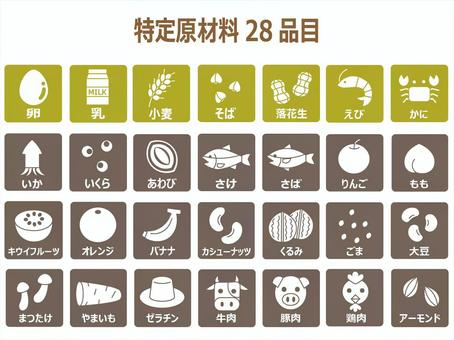 特定原材料 28 品目
卵
MILK
乳
小麦
そば
落花生
えび
かに
いか
いくら
あわび
さけ
さば
りんご
もも
キウイフルーツ
オレンジ
バナナ
カシューナッツ
くるみ
ごま
大豆
まつたけ
やまいも
ゼラチン
牛肉
豚肉
鶏肉
アーモンド